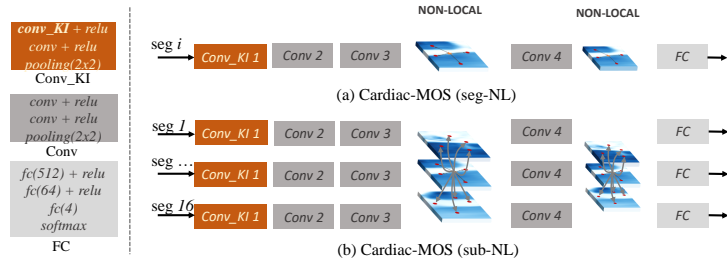 conv_KI + relu
conv + relu
pooling(2x2)
Conv_KI
conv + relu
conv + relu
pooling(2x2)
Conv
fc(512) + relu
fc(64) + relu
fc(4)
softmax
FC
NON-LOCAL NON-LOCAL
seg i Conv_KI 1 Conv 2 Conv 3 Conv 4 FC
(a) Cardiac-MOS (seg-NL)
seg 1 Conv_KI 1 Conv 2 Conv 3 Conv 4 FC
seg ... Conv_KI 1 Conv 2 Conv 3 Conv 4 FC
seg 16 Conv_KI 1 Conv 2 Conv 3 Conv 4 FC
(b) Cardiac-MOS (sub-NL)